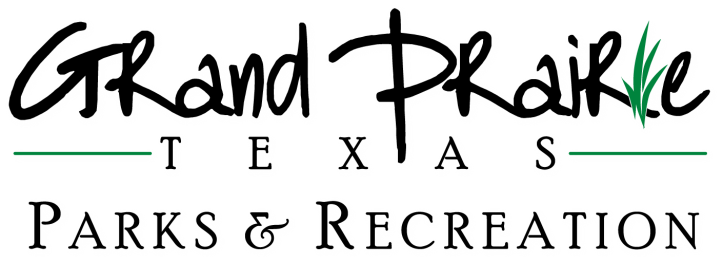 Grand Prairie
TEXAS
PARKS & RECREATION